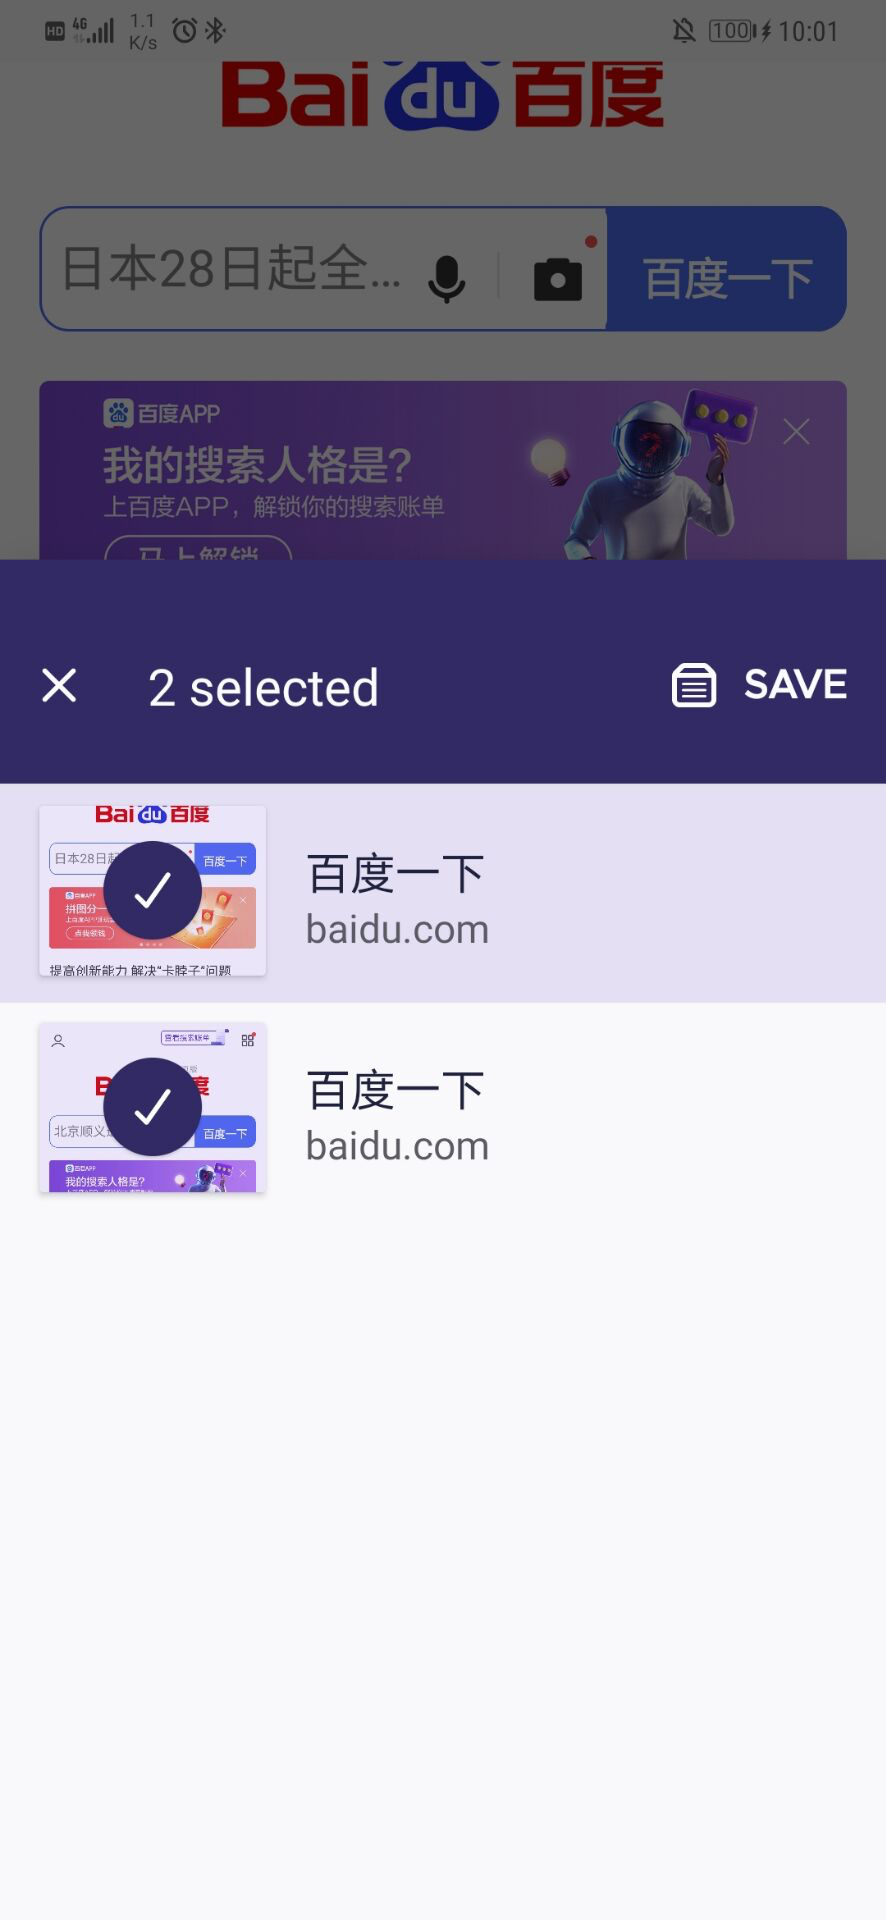 HD 4G 1.1 K/s 100 10:01
Bai du 百度
日本28日起全... 百度一下
du 百度APP
我的搜索人格是?
上百度APP，解锁你的搜索账单
马上解锁
2 selected SAVE
Bai du 百度
日本28日起 百度一下
百度APP
拼图分一
点我领钱
提高创新能力 解决“卡脖子”问题
百度一下
baidu.com
查看搜索账单
B 度
北京顺义 百度一下
百度APP
我的搜索人格是?
百度一下
baidu.com